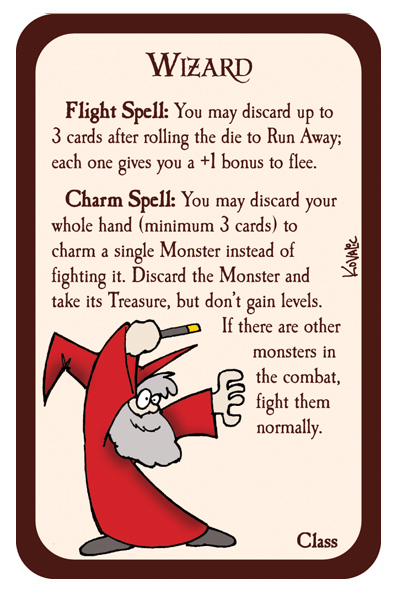 Wizard
Flight Spell: You may discard up to
3 cards after rolling the die to Run Away;
each one gives you a +1 bonus to flee.
Charm Spell: You may discard your
whole hand (minimum 3 cards) to
charm a single Monster instead of
fighting it. Discard the Monster and
take its Treasure, but don't gain levels.
If there are other
monsters in
the combat,
fight them
normally.
Kovalic
Class